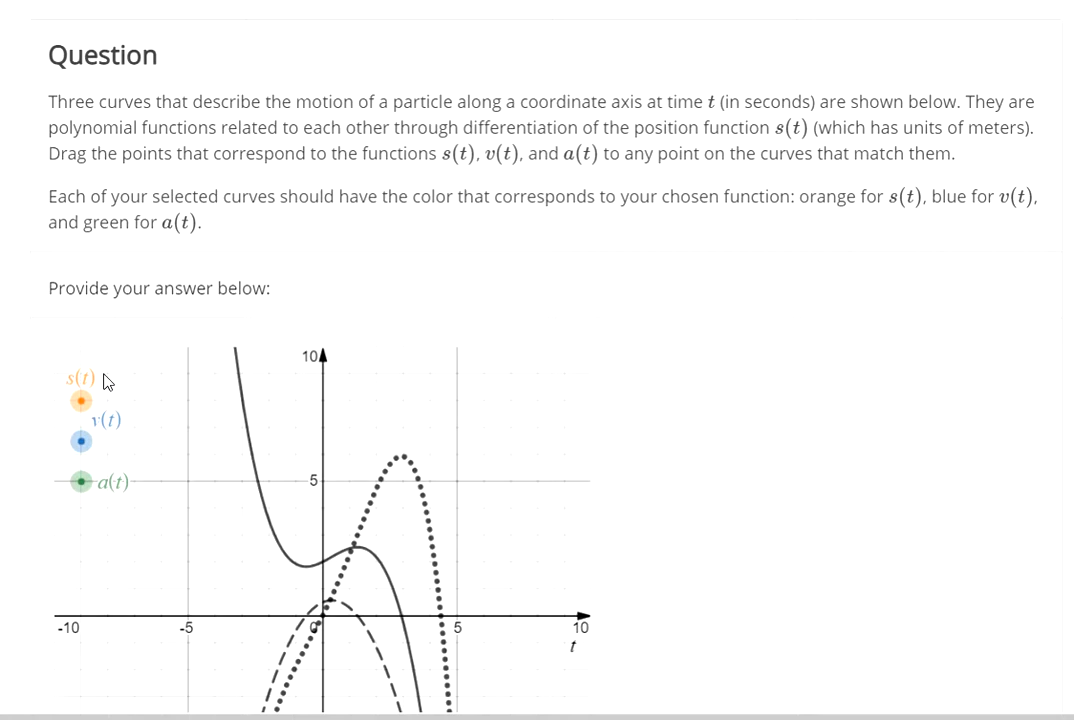 Question
Three curves that describe the motion of a particle along a coordinate axis at time t (in seconds) are shown below. They are
polynomial functions related to each other through differentiation of the position function s(t) (which has units of meters).
Drag the points that correspond to the functions s(t), v(t), and a(t) to any point on the curves that match them.
Each of your selected curves should have the color that corresponds to your chosen function: orange for s(t), blue for v(t),
and green for a(t).
Provide your answer below:
10
s(t)
v(t)
5
a(t)
-10 -5 0 5 10
t